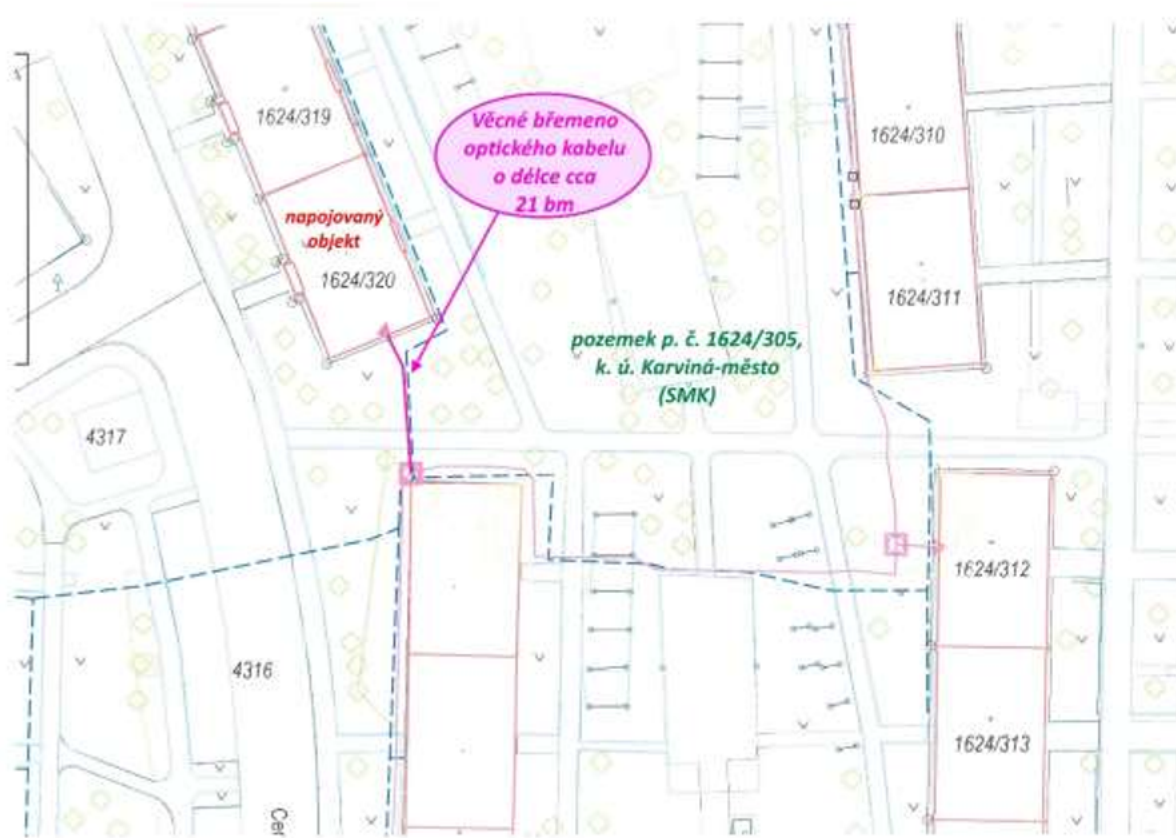 1624/319
Věcné břemeno
optického kabelu
o délce cca
21 bm
1624/310
napojovaný
objekt
1624/320
1624/311
pozemek p. č. 1624/305,
k. ú. Karviná-město
(SMK)
4317
1624/312
4316
1624/313
Cer